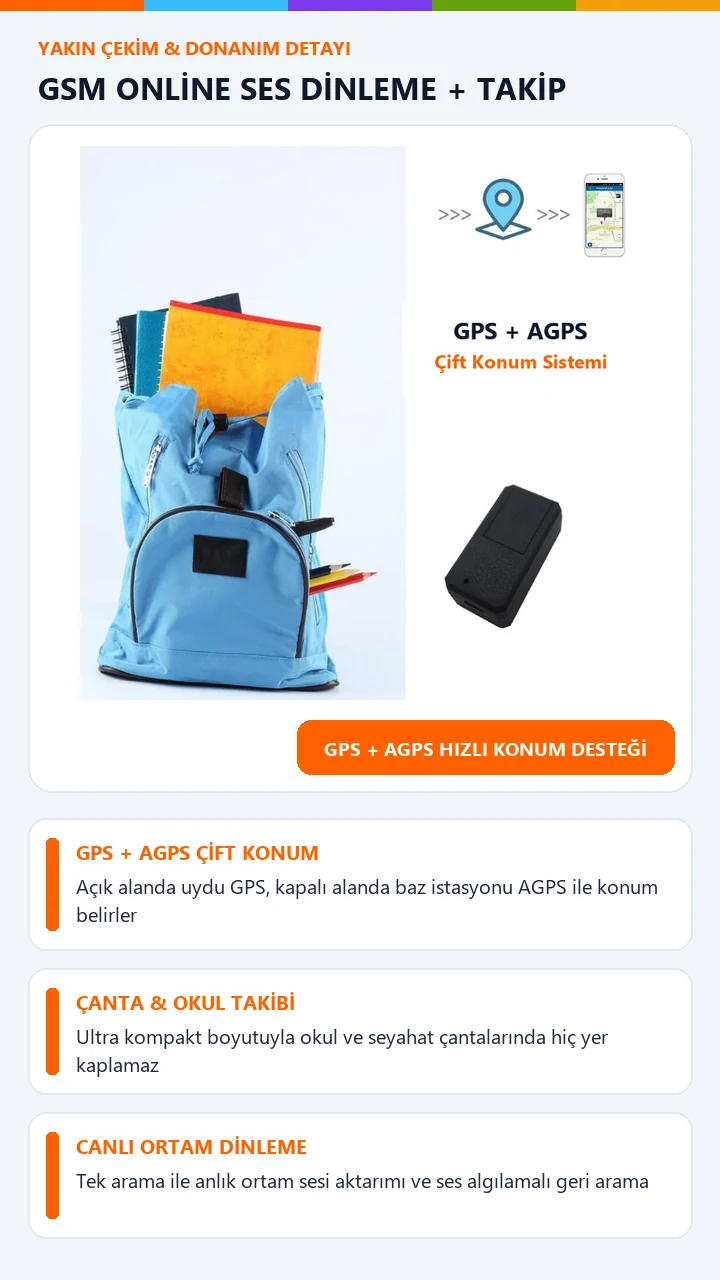 YAKIN ÇEKİM & DONANIM DETAYI
GSM ONLİNE SES DİNLEME + TAKİP
>>>
>>>
GPS + AGPS
Çift Konum Sistemi
GPS + AGPS HIZLI KONUM DESTEĞİ
GPS + AGPS ÇİFT KONUM
Açık alanda uydu GPS, kapalı alanda baz istasyonu AGPS ile konum
belirler
ÇANTA & OKUL TAKİBİ
Ultra kompakt boyutuyla okul ve seyahat çantalarında hiç yer
kaplamaz
CANLI ORTAM DİNLEME
Tek arama ile anlık ortam sesi aktarımı ve ses algılamalı geri arama